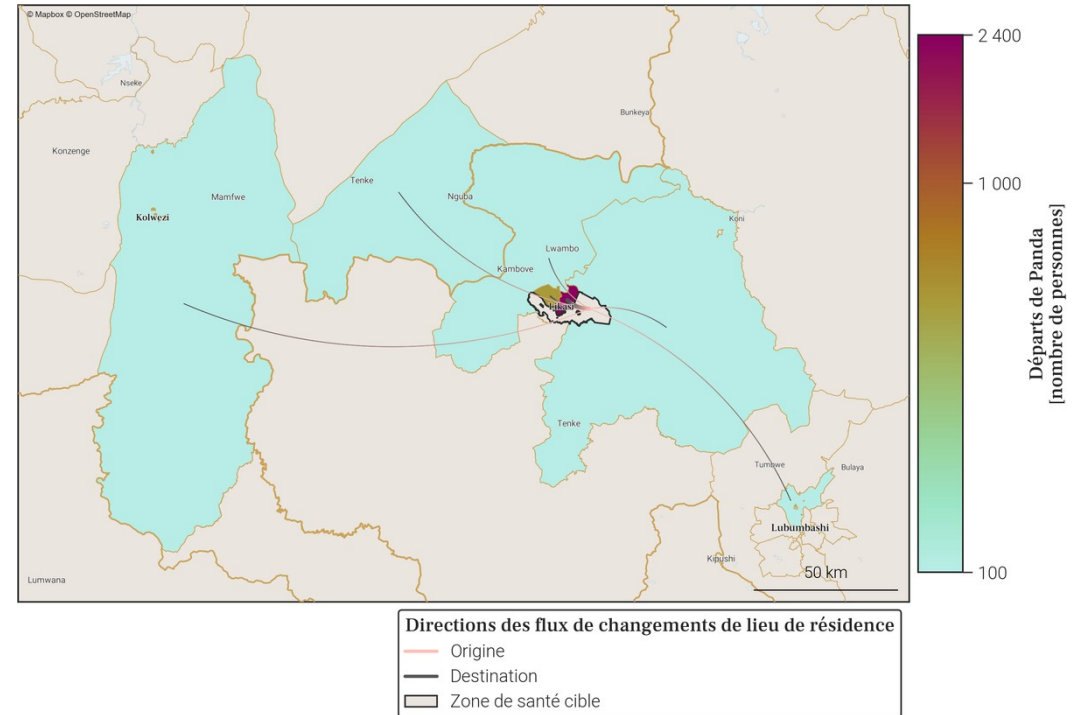 © Mapbox © OpenStreetMap
Nseke
Bunkeya
Konzenge
Tenke
Mamfwe
Nguba
Kolwezi
Koni
Lwambo
Kambove
Likasi
Tenke
Tumbwe
Bulaya
Lubumbashi
Kipushi
Lumwana
50 km
2 400
1 000
100
Départs de Panda
[nombre de personnes]
Directions des flux de changements de lieu de résidence
Origine
Destination
Zone de santé cible